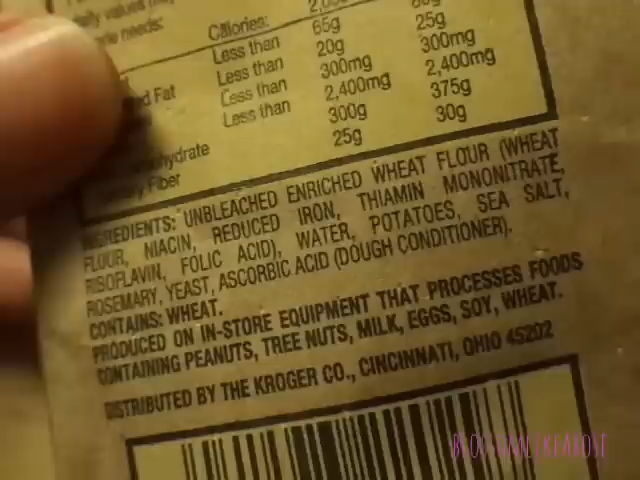 Calories:
Less than 65g
Less than 20g 25g
Less than 300mg 300mg
Less than 2,400mg 2,400mg
300g 375g
25g 30g
needs:
Fat
Fiber
INGREDIENTS: UNBLEACHED ENRICHED WHEAT FLOUR (WHEAT
FLOUR, NIACIN, REDUCED IRON, THIAMIN MONONITRATE,
RIBOFLAVIN, FOLIC ACID), WATER, POTATOES, SEA SALT,
ROSEMARY, YEAST, ASCORBIC ACID (DOUGH CONDITIONER).
CONTAINS: WHEAT.
PRODUCED ON IN-STORE EQUIPMENT THAT PROCESSES FOODS
CONTAINING PEANUTS, TREE NUTS, MILK, EGGS, SOY, WHEAT.
DISTRIBUTED BY THE KROGER CO., CINCINNATI, OHIO 45202